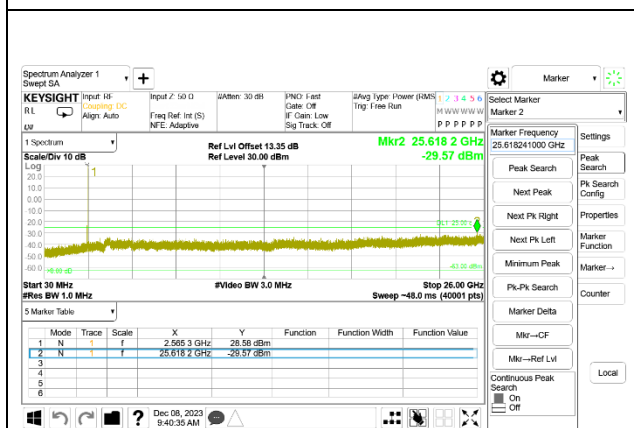 Spectrum Analyzer 1
Swept SA
Marker
KEYSIGHT Input: RF Input Z: 50 Ω #Atten: 30 dB PNO: Fast #Avg Type: Power (RMS 1 2 3 4 5 6
RL Coupling: DC Gate: Off Trig: Free Run M W W W W W
Align: Auto Freq Ref: Int (S) IF Gain: Low
NFE: Adaptive Sig Track: Off P P P P P P
Select Marker
Marker 2
1 Spectrum
Ref Lvl Offset 13.35 dB Mkr2 25.618 2 GHz
Scale/Div 10 dB Ref Level 30.00 dBm -29.57 dBm
Log
1
20.0
10.0
0.00
10.0
20.0
30.0
40.0
50.0
-60.0
Start 30 MHz #Video BW 3.0 MHz Stop 26.00 GHz
#Res BW 1.0 MHz Sweep ~48.0 ms (40001 pts)
5 Marker Table
Mode Trace Scale X Y Function Function Width Function Value
1 N 1 f 2.565 3 GHz 28.58 dBm
2 N 1 f 25.618 2 GHz -29.57 dBm
3
4
5
6
Marker Frequency
25.618241000 GHz
Peak Search
Next Peak
Next Pk Right
Next Pk Left
Minimum Peak
Pk-Pk Search
Marker Delta
Mkr→CF
Mkr→Ref Lvl
Continuous Peak
Search
On
Off
Settings
Peak
Search
Pk Search
Config
Properties
Marker
Function
Marker→
Counter
Local
? Dec 08, 2023
9:40:35 AM